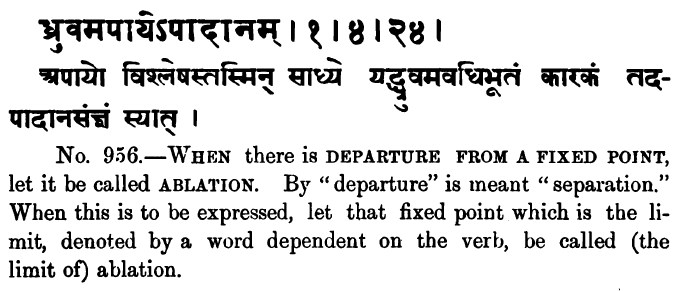 ध्रुवमपायेऽपादानम् । १ । ४ । २४ ।
अपायो विश्लेषस्तस्मिन् साध्ये यद्ध्रुवमवधिभूतं कारकं तद-
पादानसंज्ञं स्यात् ।
No. 956.—WHEN there is DEPARTURE FROM A FIXED POINT,
let it be called ABLATION. By “departure” is meant “separation.”
When this is to be expressed, let that fixed point which is the li-
mit, denoted by a word dependent on the verb, be called (the
limit of) ablation.